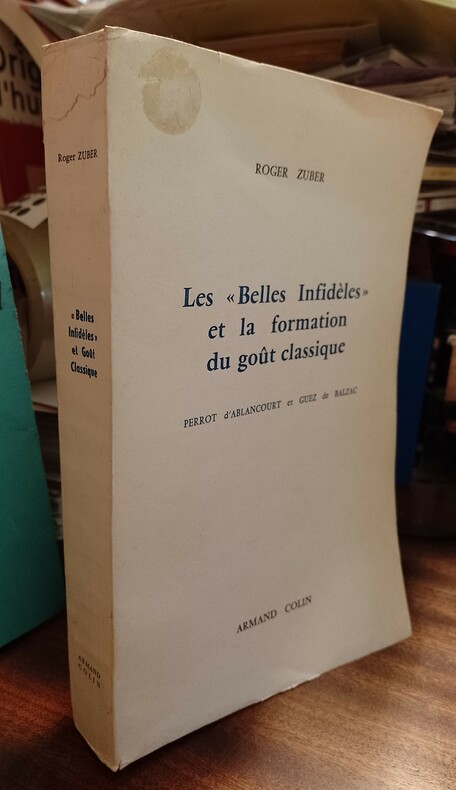 ROGER ZUBER
Les «Belles Infidèles»
et la formation
du goût classique
PERROT d'ABLANCOURT et GUEZ de BALZAC
ARMAND COLIN
Roger ZUBER
«Belles
Infidèles»
et Goût
Classique
ARMAND
COLIN